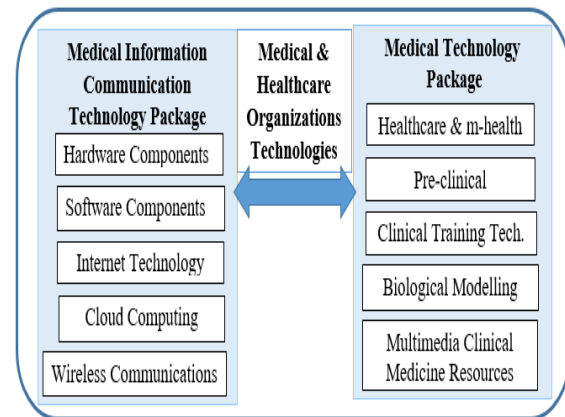 Medical Information
Communication
Technology Package
Hardware Components
Software Components
Internet Technology
Cloud Computing
Wireless Communications
Medical &
Healthcare
Organizations
Technologies
Medical Technology
Package
Healthcare & m-health
Pre-clinical
Clinical Training Tech.
Biological Modelling
Multimedia Clinical
Medicine Resources